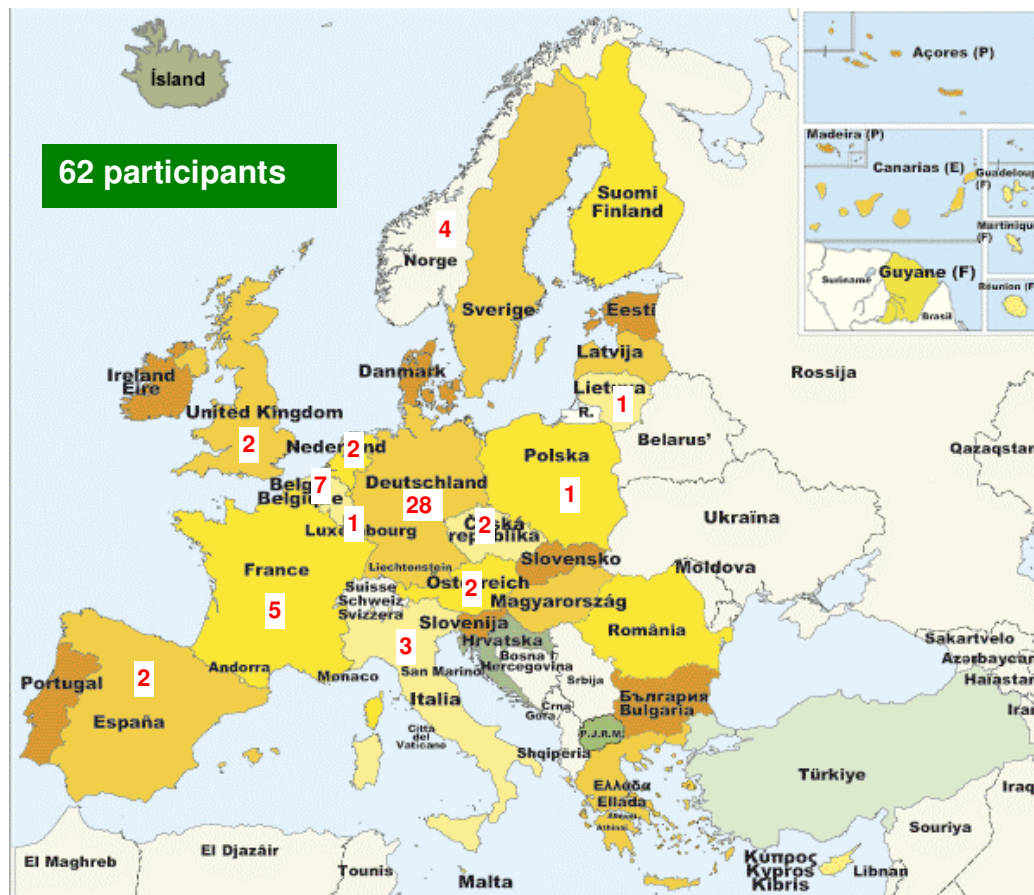 Ísland
62 participants
Açores (P)
Madeira (P)
Canarias (E)
Guadeloupe
(F)
Martinique
(F)
Guyane (F)
Suriname
Brasil
Réunion (F)
Suomi
Finland
4
Norge
Sverige
Eesti
Latvija
Lietuva
1
R.
Danmark
Ireland
Éire
United Kingdom
2
Nederland
2
Rossija
Belarus'
Qazaqstan
Polska
1
België
Belgique
7
Deutschland
28
Luxembourg
1
Česká
republika
2
Ukraïna
Slovensko
Moldova
France
5
Liechtenstein
Suisse
Schweiz
Svizzera
Österreich
2
Magyarország
Slovenija
Hrvatska
România
Bosna i
Hercegovina
Srbija
3
San Marino
Monaco
Andorra
Italia
Città
del
Vaticano
Crna
Gora
България
Bulgaria
P.J.R.M.
Shqipëria
Portugal
2
España
Ελλάδα
Ellada
Türkiye
Sakartvelo
Azərbaycan
Haïastan
Iran
Iraq
Souriya
Κύπρος
Kypros
Kibris
Libnan
El Maghreb
El Djazâir
Tounis
Malta